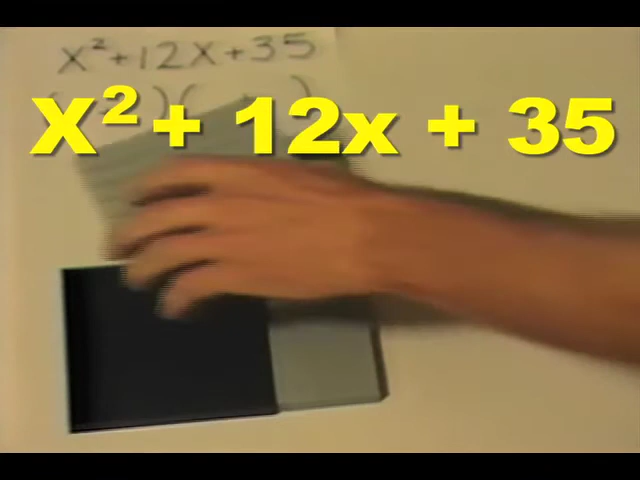 x²+12x+35
( )( )
X² + 12x + 35